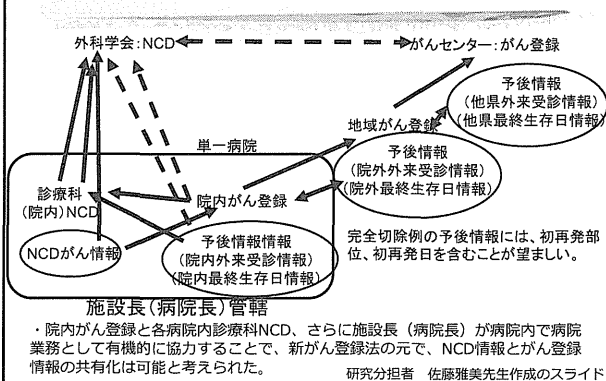 外科学会:NCD
がんセンター:がん登録
予後情報
(他県外来受診情報)
(他県最終生存日情報)
地域がん登録
単一病院
予後情報
(院外外来受診情報)
(院外最終生存日情報)
診療科
(院内)NCD
院内がん登録
NCDがん情報
予後情報情報
(院内外来受診情報)
(院内最終生存日情報)
完全切除例の予後情報には、初再発部
位、初再発日を含むことが望ましい。
施設長(病院長)管轄
・院内がん登録と各病院内診療科NCD、さらに施設長(病院長)が病院内で病院
業務として有機的に協力することで、新がん登録法の元で、NCD情報とがん登録
情報の共有化は可能と考えられた。
研究分担者 佐藤雅美先生作成のスライド